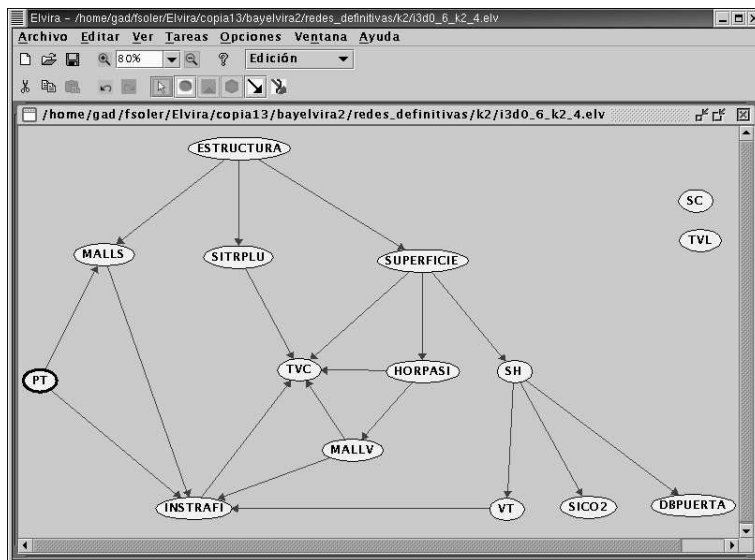 Elvira - /home/gad/fsoler/Elvira/copia13/bayelvira2/redes_definitivas/k2/i3d0_6_k2_4.elv
Archivo Editar Ver Tareas Opciones Ventana Ayuda
80% Edición
/home/gad/fsoler/Elvira/copia13/bayelvira2/redes_definitivas/k2/i3d0_6_k2_4.elv
ESTRUCTURA
SC
TVL
MALLS SITRPLU SUPERFICIE
PT TVC HORPASI SH
MALLV
INSTRAFI VT SICO2 DBPUERTA